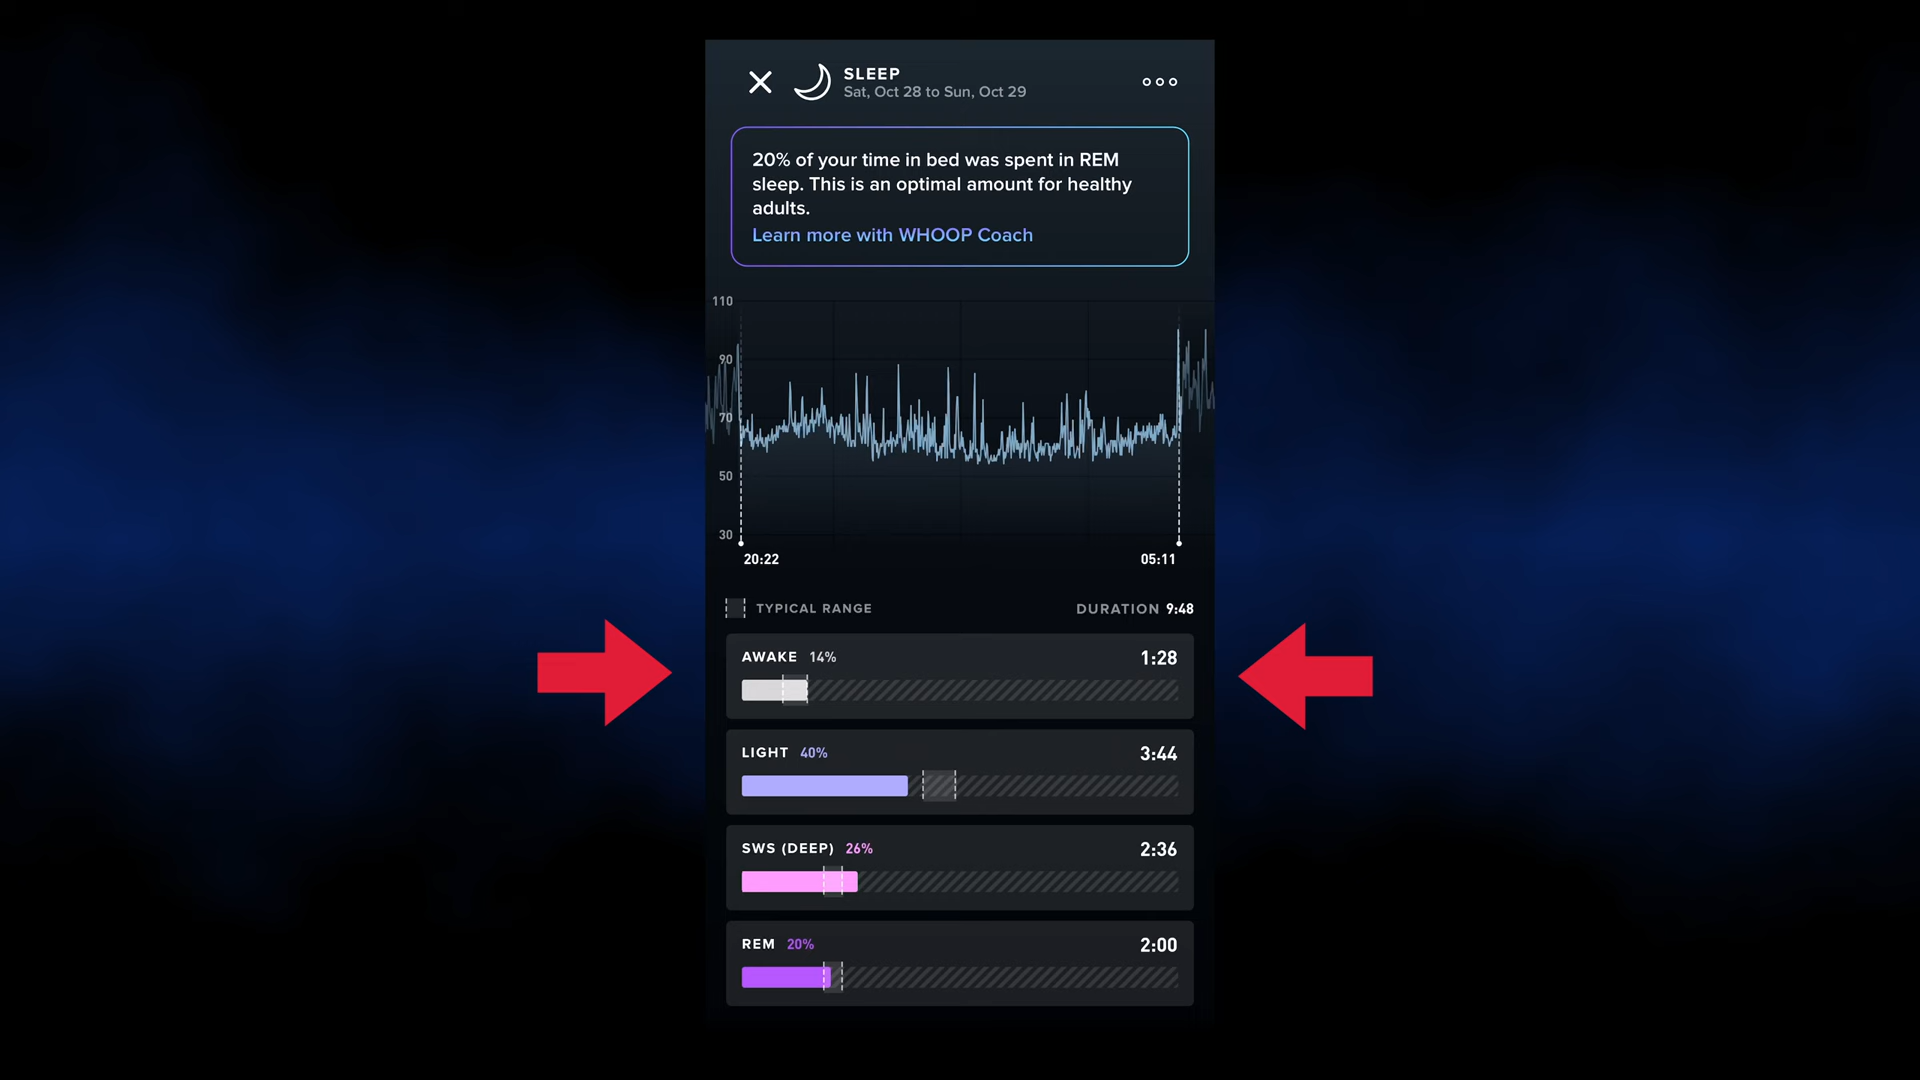 SLEEP
Sat, Oct 28 to Sun, Oct 29
20% of your time in bed was spent in REM
sleep. This is an optimal amount for healthy
adults.
Learn more with WHOOP Coach
110
90
70
50
30
20:22
05:11
TYPICAL RANGE
DURATION 9:48
AWAKE 14%
1:28
LIGHT 40%
3:44
SWS (DEEP) 26%
2:36
REM 20%
2:00